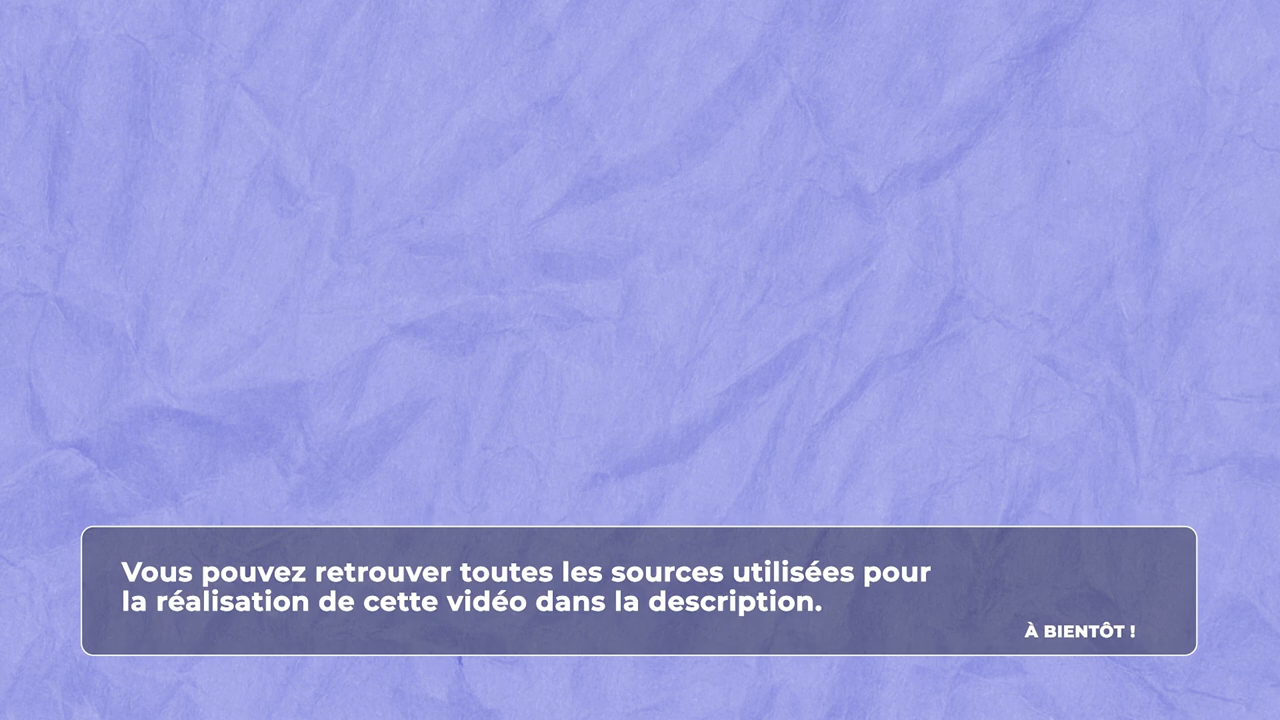 Vous pouvez retrouver toutes les sources utilisées pour
la réalisation de cette vidéo dans la description.
À BIENTÔT !